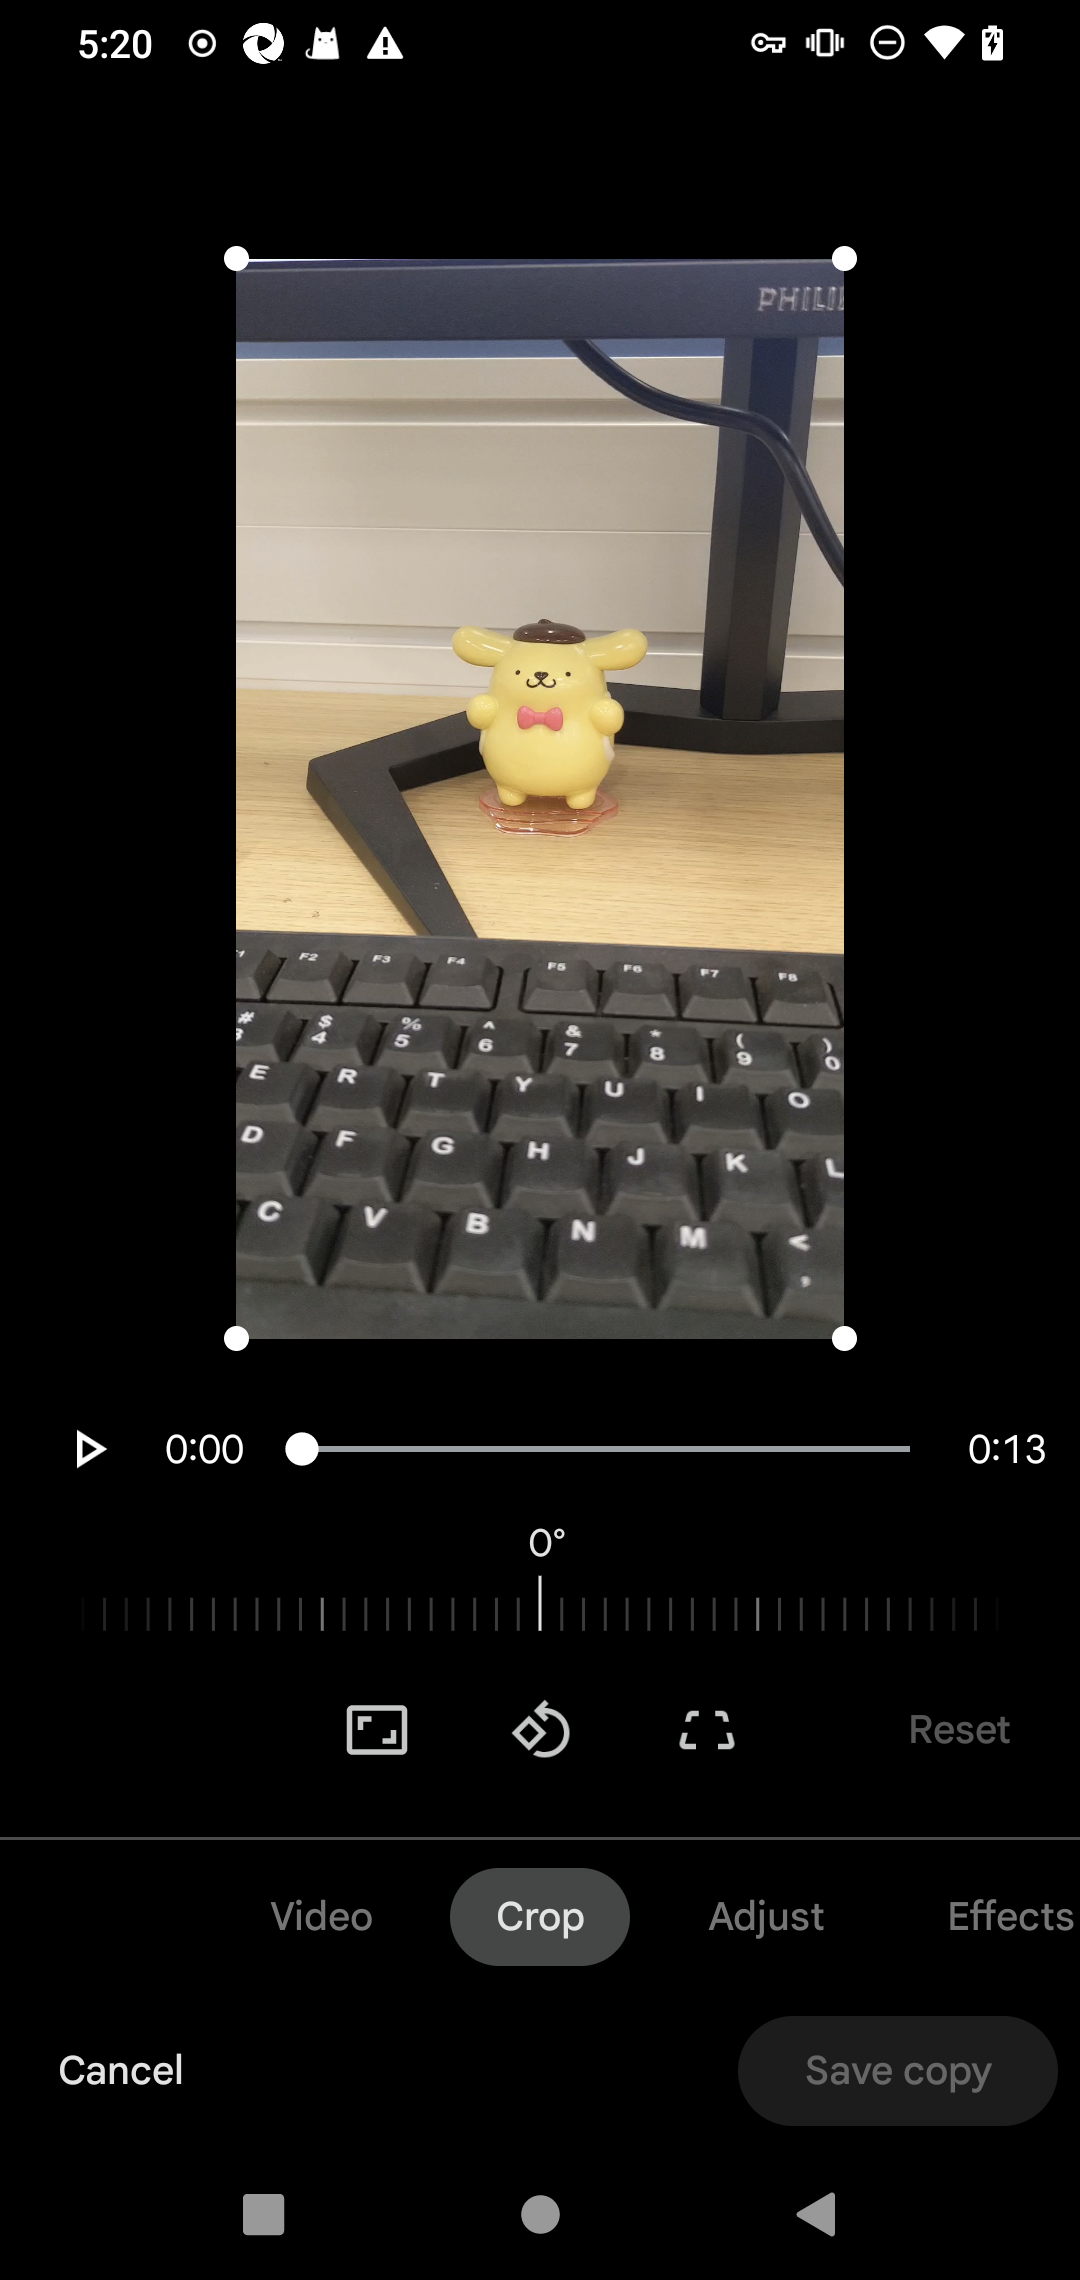 5:20
PHILI
F2 F3 F4 F5 F6 F7 F8
# $ % ^ & * ( )
3 4 5 6 7 8 9 0
E R T Y U I O
D F G H J K L
C V B N M <
,
0:00 0:13
0°
Reset
Video Crop Adjust Effects
Cancel Save copy